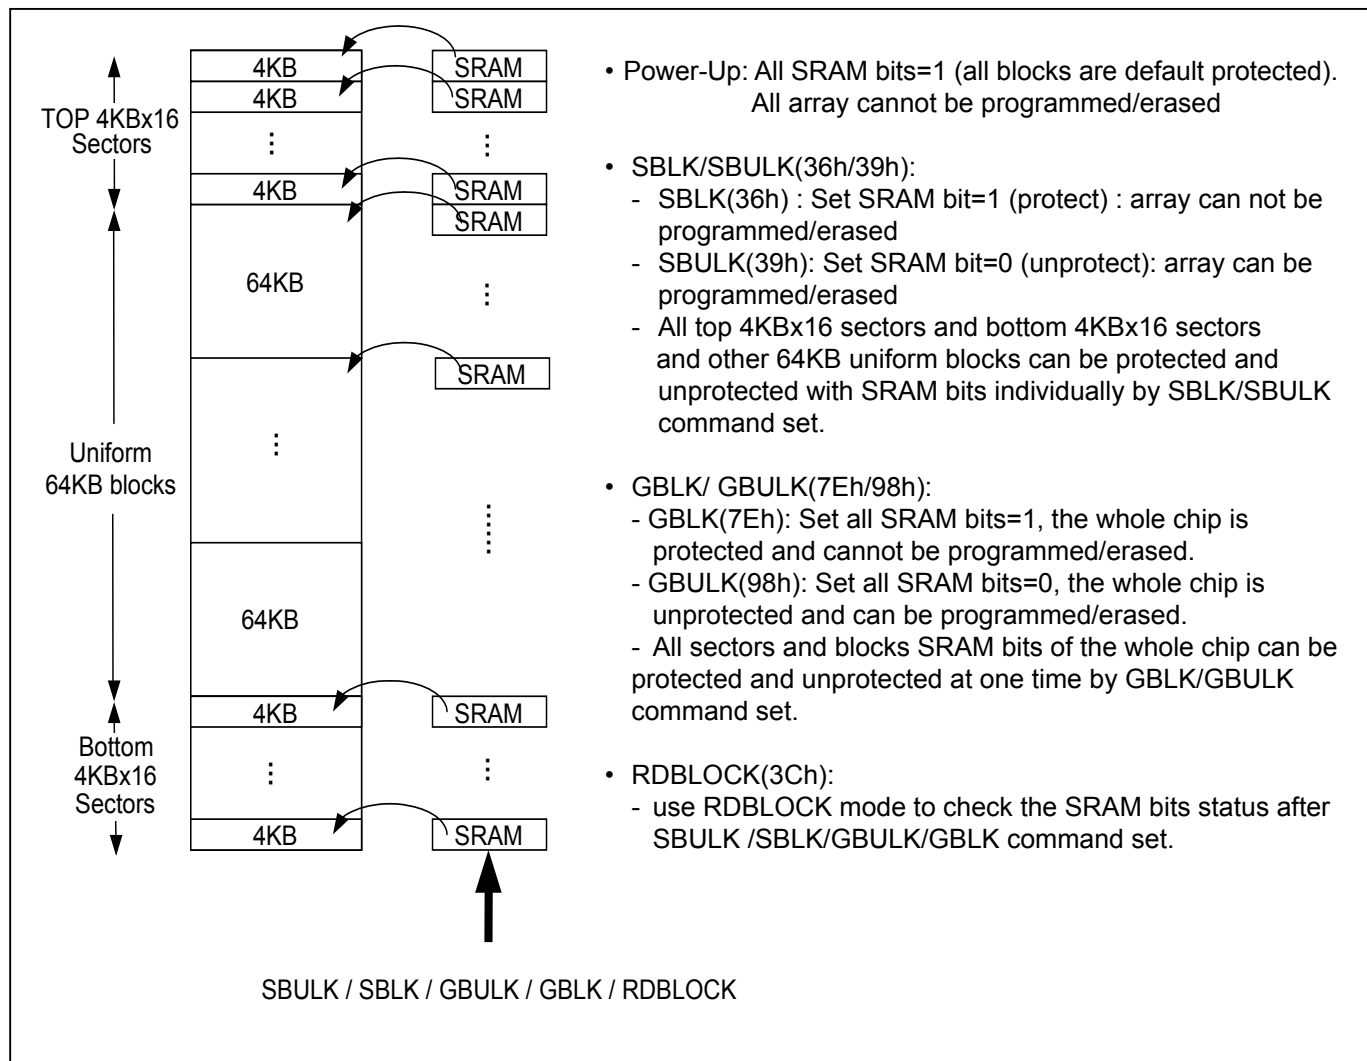 4KB
SRAM
4KB
SRAM
TOP 4KBx16
Sectors
⋮
⋮
4KB
SRAM
SRAM
64KB
⋮
SRAM
Uniform
64KB blocks
⋮
64KB
4KB
SRAM
Bottom
4KBx16
Sectors
⋮
⋮
4KB
SRAM
SBULK / SBLK / GBULK / GBLK / RDBLOCK
• Power-Up: All SRAM bits=1 (all blocks are default protected).
All array cannot be programmed/erased
• SBLK/SBULK(36h/39h):
- SBLK(36h) : Set SRAM bit=1 (protect) : array can not be
programmed/erased
- SBULK(39h): Set SRAM bit=0 (unprotect): array can be
programmed/erased
- All top 4KBx16 sectors and bottom 4KBx16 sectors
and other 64KB uniform blocks can be protected and
unprotected with SRAM bits individually by SBLK/SBULK
command set.
• GBLK/ GBULK(7Eh/98h):
- GBLK(7Eh): Set all SRAM bits=1, the whole chip is
protected and cannot be programmed/erased.
- GBULK(98h): Set all SRAM bits=0, the whole chip is
unprotected and can be programmed/erased.
- All sectors and blocks SRAM bits of the whole chip can be
protected and unprotected at one time by GBLK/GBULK
command set.
• RDBLOCK(3Ch):
- use RDBLOCK mode to check the SRAM bits status after
SBULK /SBLK/GBULK/GBLK command set.